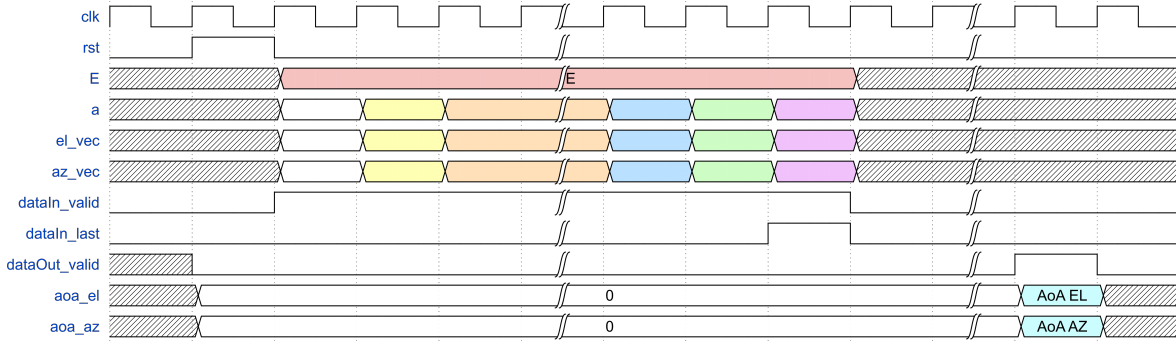 clk
rst
E E
a
el_vec
az_vec
dataIn_valid
dataIn_last
dataOut_valid
aoa_el 0 AoA EL
aoa_az 0 AoA AZ